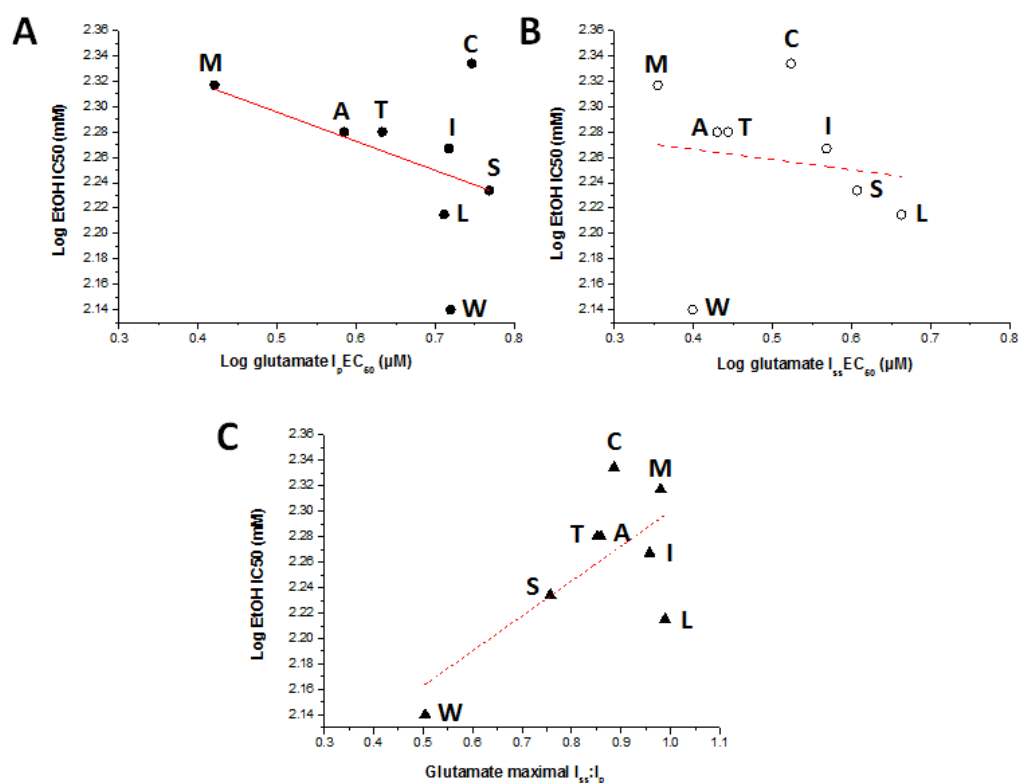 A
Log EtOH IC50 (mM)
2.36
2.34
2.32
2.30
2.28
2.26
2.24
2.22
2.20
2.18
2.16
2.14
M
A
T
C
I
S
L
W
0.3 0.4 0.5 0.6 0.7 0.8
Log glutamate IpEC50 (µM)
B
Log EtOH IC50 (mM)
2.36
2.34
2.32
2.30
2.28
2.26
2.24
2.22
2.20
2.18
2.16
2.14
M
C
A
T
I
S
L
W
0.3 0.4 0.5 0.6 0.7 0.8
Log glutamate IssEC50 (µM)
C
Log EtOH IC50 (mM)
2.36
2.34
2.32
2.30
2.28
2.26
2.24
2.22
2.20
2.18
2.16
2.14
C
M
T
A
I
S
L
W
0.3 0.4 0.5 0.6 0.7 0.8 0.9 1.0 1.1
Glutamate maximal Iss:Ip